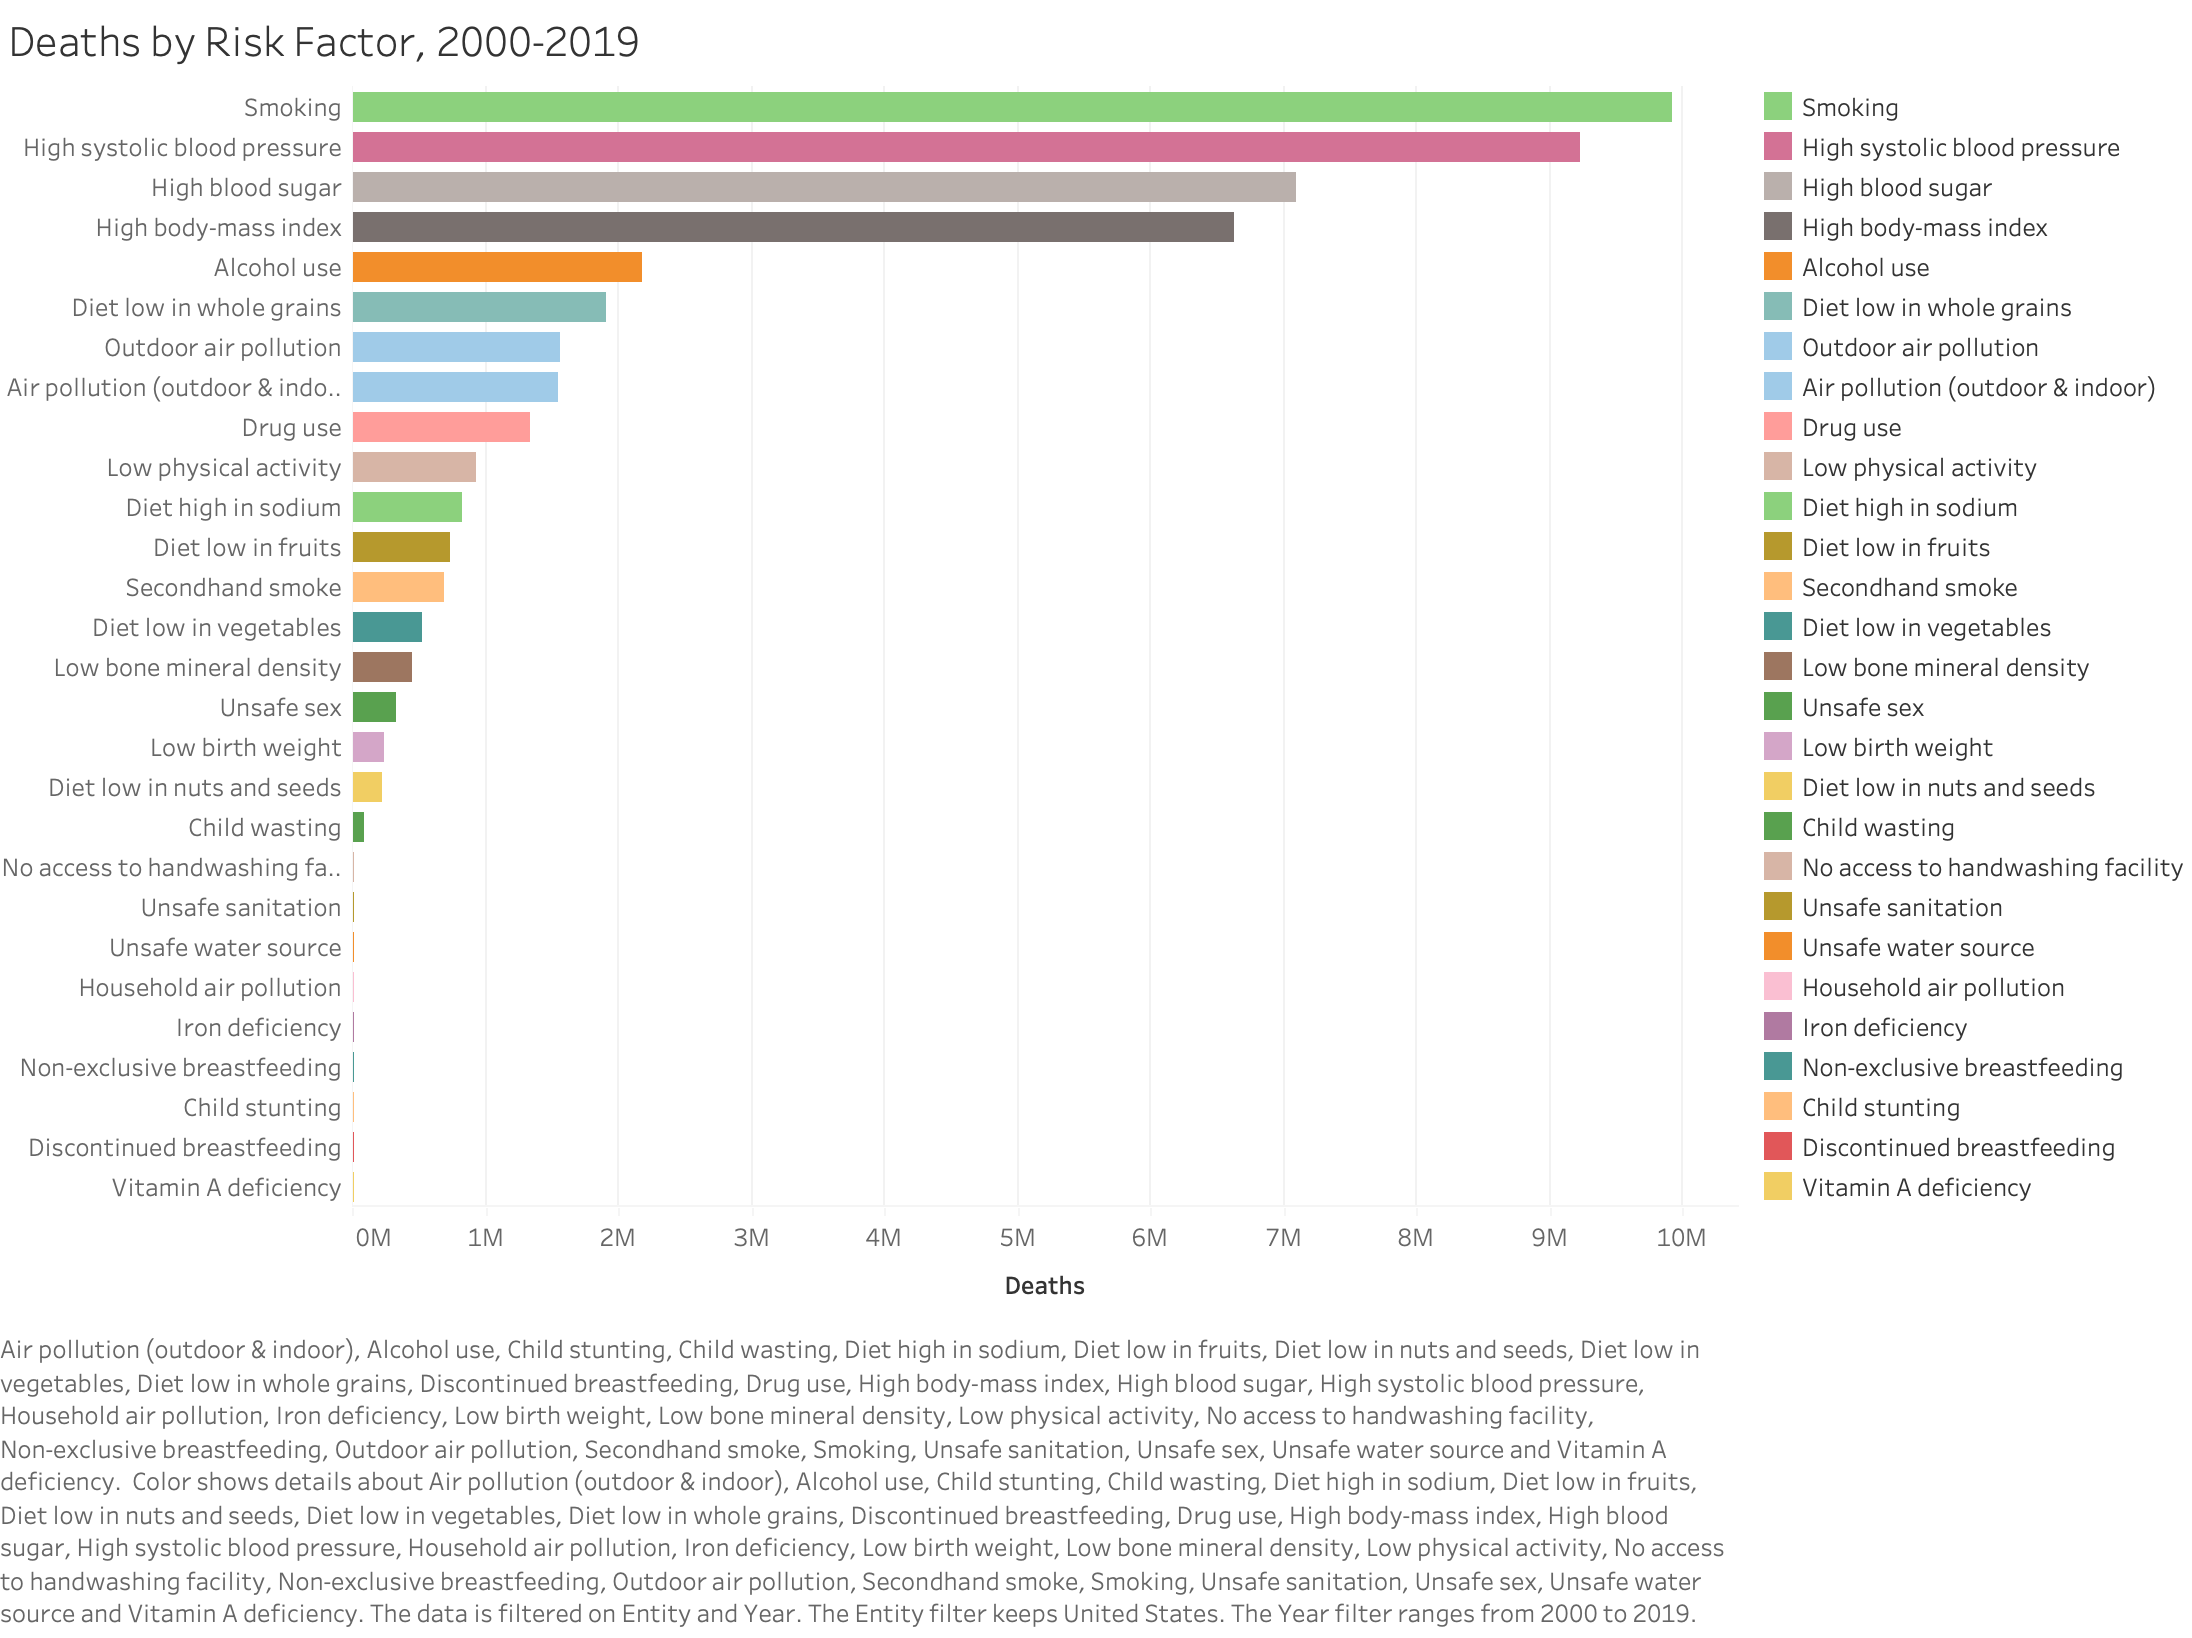 Deaths by Risk Factor, 2000-2019
Smoking
High systolic blood pressure
High blood sugar
High body-mass index
Alcohol use
Diet low in whole grains
Outdoor air pollution
Air pollution (outdoor & indo..
Drug use
Low physical activity
Diet high in sodium
Diet low in fruits
Secondhand smoke
Diet low in vegetables
Low bone mineral density
Unsafe sex
Low birth weight
Diet low in nuts and seeds
Child wasting
No access to handwashing fa..
Unsafe sanitation
Unsafe water source
Household air pollution
Iron deficiency
Non-exclusive breastfeeding
Child stunting
Discontinued breastfeeding
Vitamin A deficiency
0M 1M 2M 3M 4M 5M 6M 7M 8M 9M 10M
Deaths
Smoking
High systolic blood pressure
High blood sugar
High body-mass index
Alcohol use
Diet low in whole grains
Outdoor air pollution
Air pollution (outdoor & indoor)
Drug use
Low physical activity
Diet high in sodium
Diet low in fruits
Secondhand smoke
Diet low in vegetables
Low bone mineral density
Unsafe sex
Low birth weight
Diet low in nuts and seeds
Child wasting
No access to handwashing facility
Unsafe sanitation
Unsafe water source
Household air pollution
Iron deficiency
Non-exclusive breastfeeding
Child stunting
Discontinued breastfeeding
Vitamin A deficiency
Air pollution (outdoor & indoor), Alcohol use, Child stunting, Child wasting, Diet high in sodium, Diet low in fruits, Diet low in nuts and seeds, Diet low in
vegetables, Diet low in whole grains, Discontinued breastfeeding, Drug use, High body-mass index, High blood sugar, High systolic blood pressure,
Household air pollution, Iron deficiency, Low birth weight, Low bone mineral density, Low physical activity, No access to handwashing facility,
Non-exclusive breastfeeding, Outdoor air pollution, Secondhand smoke, Smoking, Unsafe sanitation, Unsafe sex, Unsafe water source and Vitamin A
deficiency.  Color shows details about Air pollution (outdoor & indoor), Alcohol use, Child stunting, Child wasting, Diet high in sodium, Diet low in fruits,
Diet low in nuts and seeds, Diet low in vegetables, Diet low in whole grains, Discontinued breastfeeding, Drug use, High body-mass index, High blood
sugar, High systolic blood pressure, Household air pollution, Iron deficiency, Low birth weight, Low bone mineral density, Low physical activity, No access
to handwashing facility, Non-exclusive breastfeeding, Outdoor air pollution, Secondhand smoke, Smoking, Unsafe sanitation, Unsafe sex, Unsafe water
source and Vitamin A deficiency. The data is filtered on Entity and Year. The Entity filter keeps United States. The Year filter ranges from 2000 to 2019.